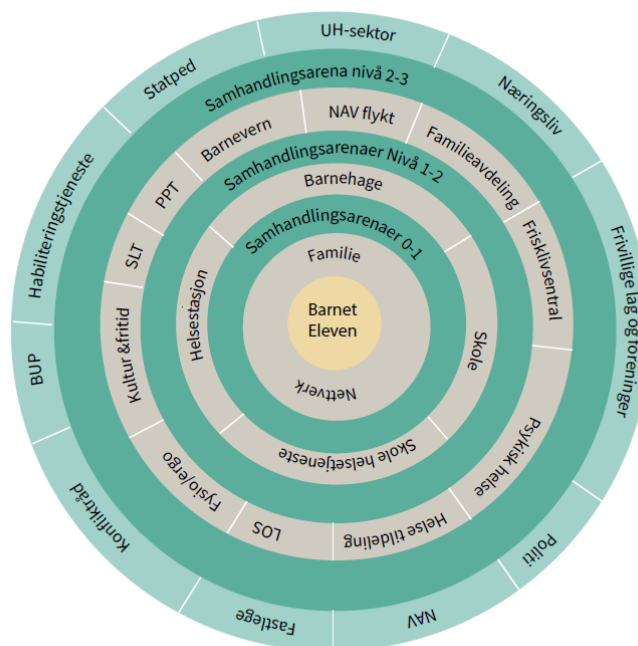 UH-sektor
Næringsliv
Frivillige lag og foreninger
Politi
NAV
Fastlege
Konfliktråd
BUP
Habiliteringstjeneste
Statped
Samhandlingsarena nivå 2-3
NAV flykt
Familieavdeling
Frisklivsentral
Psykisk helse
Helse tildeling
LOS
Fysio/ergo
Kultur &fritid
SLT
PPT
Barnevern
Samhandlingsarenaer Nivå 1-2
Barnehage
Skole
Skole helsetjeneste
Helsestasjon
Samhandlingsarenaer 0-1
Familie
Nettverk
Barnet
Eleven